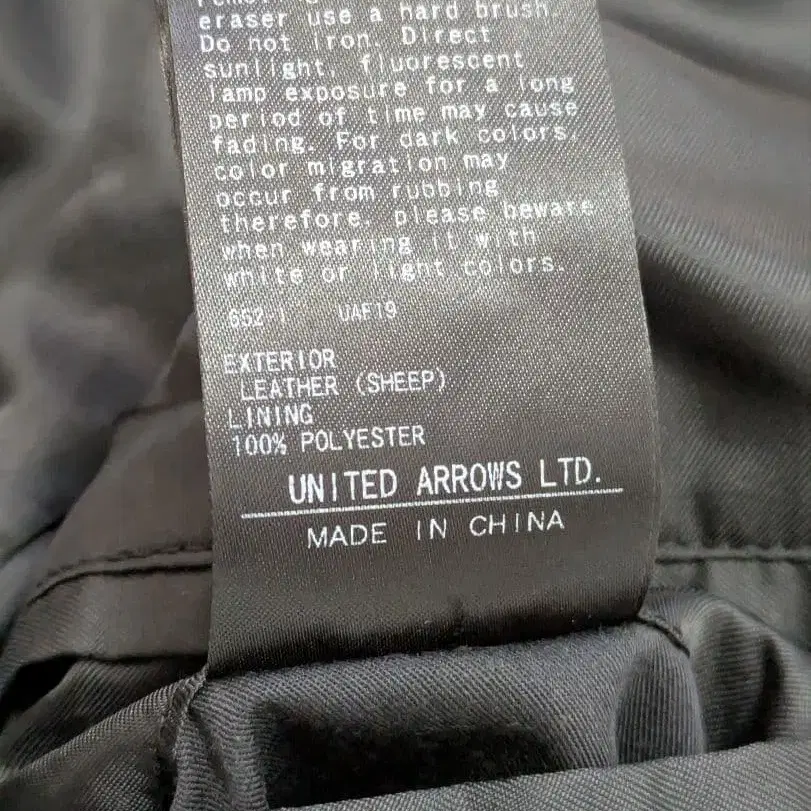 eraser use a hard brush.
Do not iron. Direct
sunlight, fluorescent
lamp exposure for a long
period of time may cause
fading. For dark colors,
color migration may
occur from rubbing
therefore, please beware
when wearing it with
white or light colors.
652-1 UAF19
EXTERIOR
LEATHER (SHEEP)
LINING
100% POLYESTER
UNITED ARROWS LTD.
MADE IN CHINA